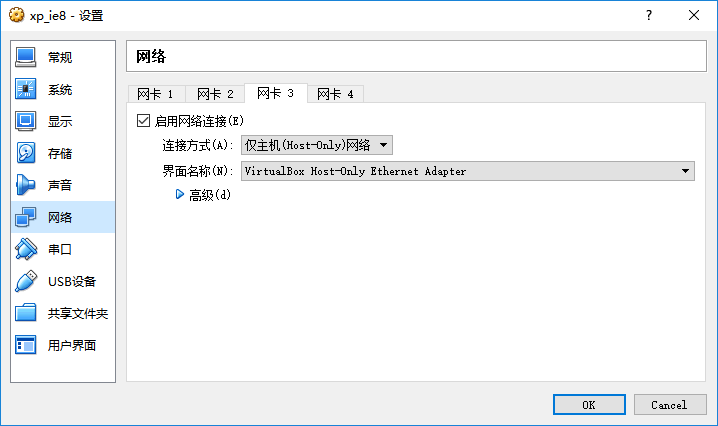 xp_ie8 - 设置
常规
系统
显示
存储
声音
网络
串口
USB设备
共享文件夹
用户界面
网络
网卡 1 网卡 2 网卡 3 网卡 4
启用网络连接(E)
连接方式(A): 仅主机(Host-Only)网络
界面名称(N): VirtualBox Host-Only Ethernet Adapter
高级(d)
OK Cancel